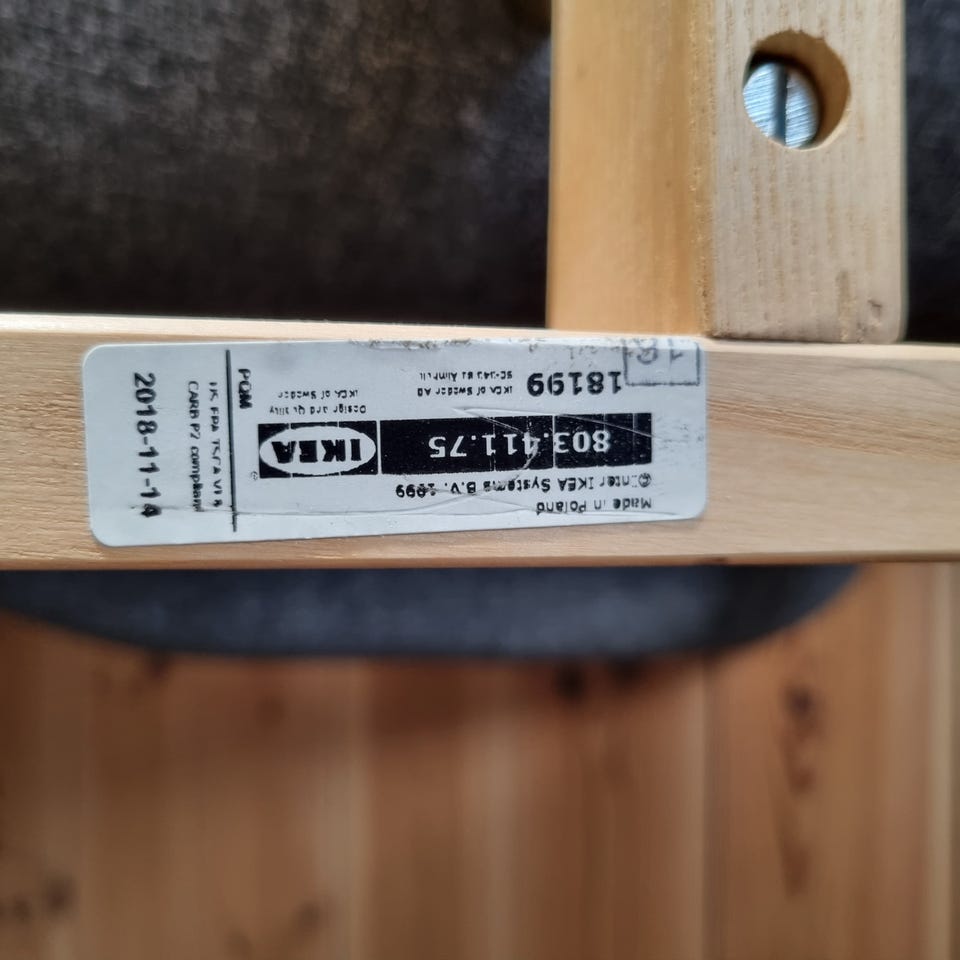 Made in Poland
©Inter IKEA Systems B.V. 1999
803.411.75
IKEA
Design and Quality
IKEA of Sweden
18199
IKEA of Sweden AB
SE-343 81 Älmhult
PQM
CARB P2 compliant
2018-11-14